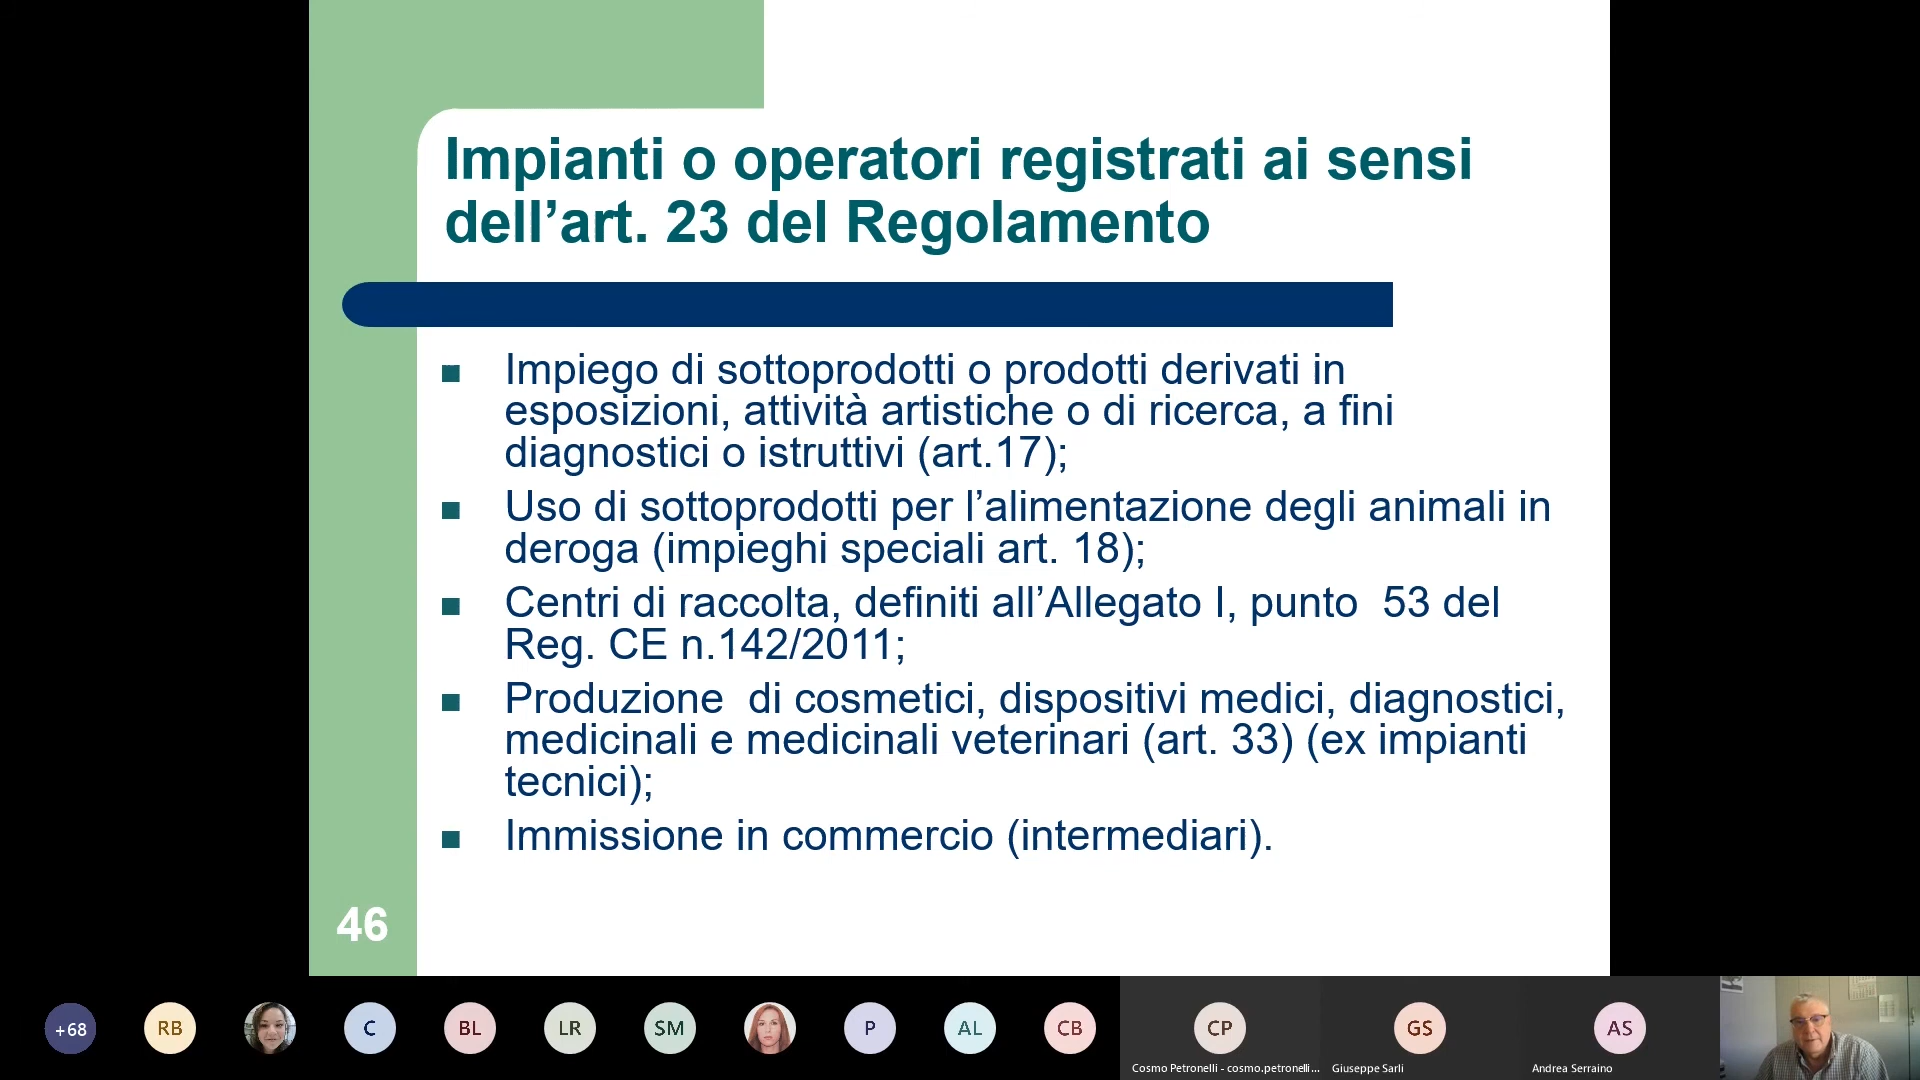 Impianti o operatori registrati ai sensi
dell’art. 23 del Regolamento
Impiego di sottoprodotti o prodotti derivati in
esposizioni, attività artistiche o di ricerca, a fini
diagnostici o istruttivi (art.17);
Uso di sottoprodotti per l’alimentazione degli animali in
deroga (impieghi speciali art. 18);
Centri di raccolta, definiti all’Allegato I, punto  53 del
Reg. CE n.142/2011;
Produzione  di cosmetici, dispositivi medici, diagnostici,
medicinali e medicinali veterinari (art. 33) (ex impianti
tecnici);
Immissione in commercio (intermediari).
46
+68
RB
C
BL
LR
SM
P
AL
CB
CP
GS
AS
Cosmo Petronelli - cosmo.petronelli...
Giuseppe Sarli
Andrea Serraino